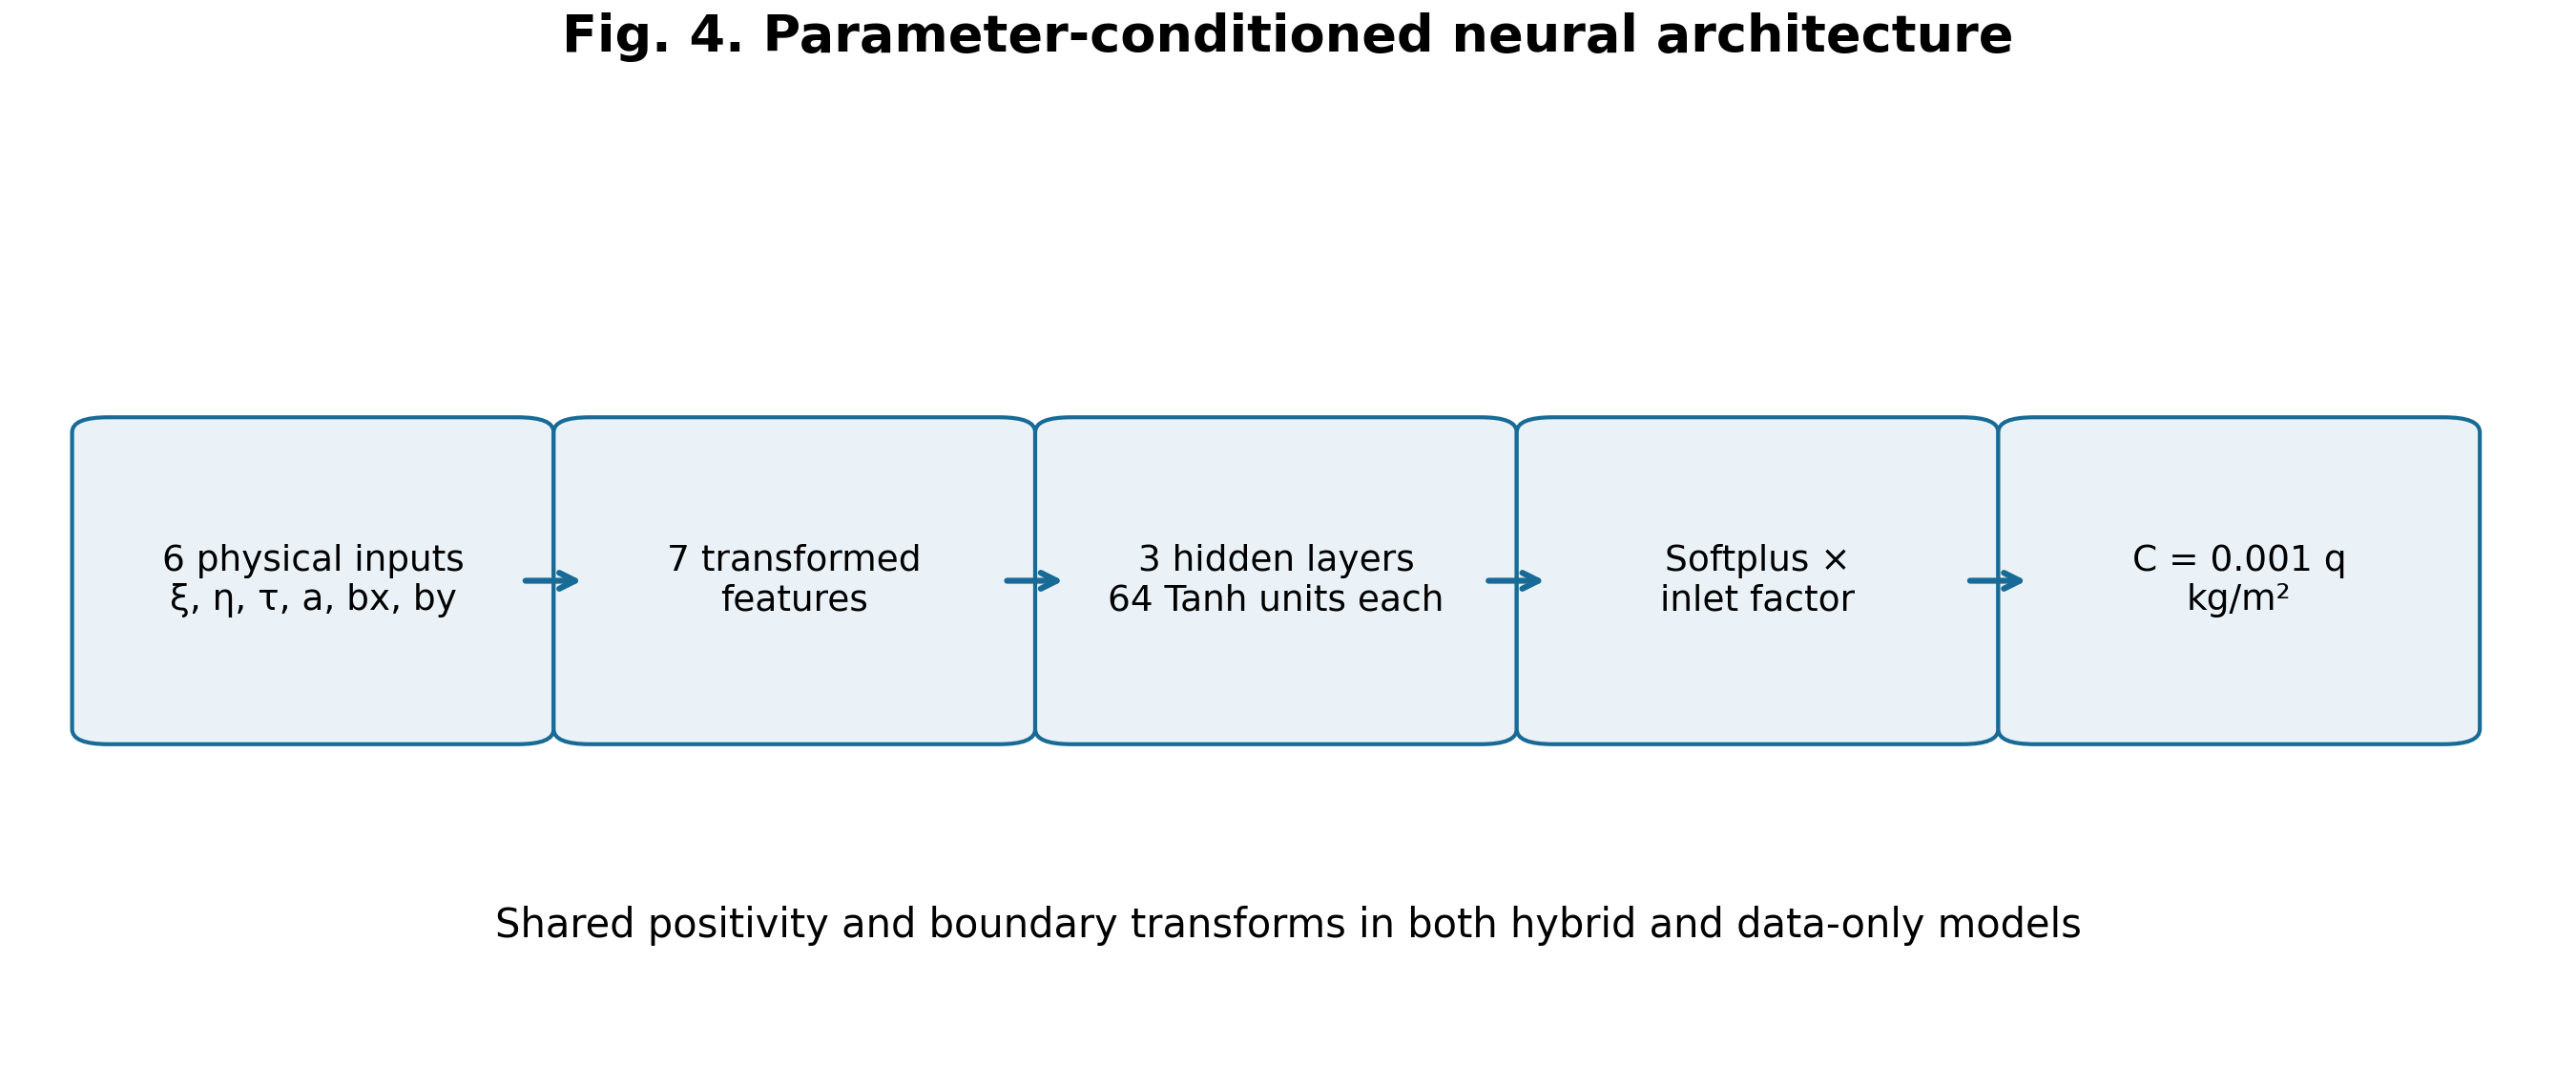 Fig. 4. Parameter-conditioned neural architecture
6 physical inputs
ξ, η, τ, a, bx, by
7 transformed
features
3 hidden layers
64 Tanh units each
Softplus ×
inlet factor
C = 0.001 q
kg/m²
Shared positivity and boundary transforms in both hybrid and data-only models